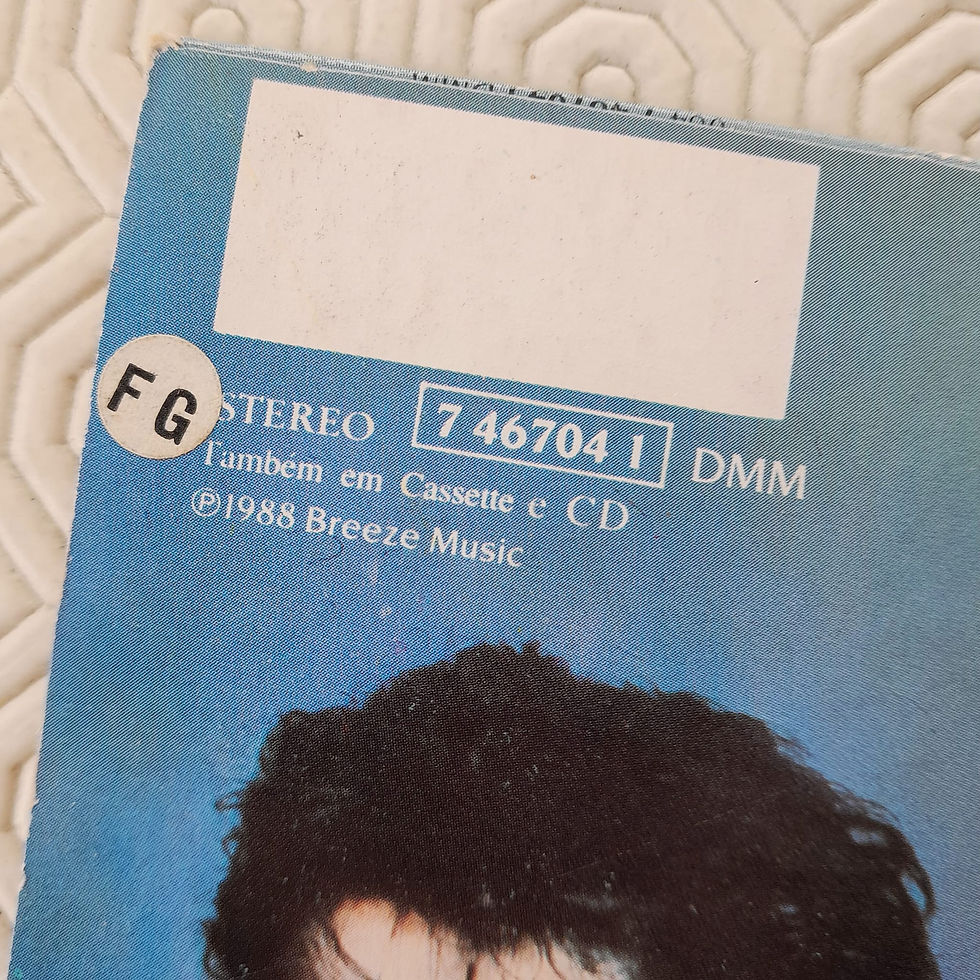 STEREO 7 46704 1 DMM
Também em Cassette e CD
℗1988 Breeze Music
FG